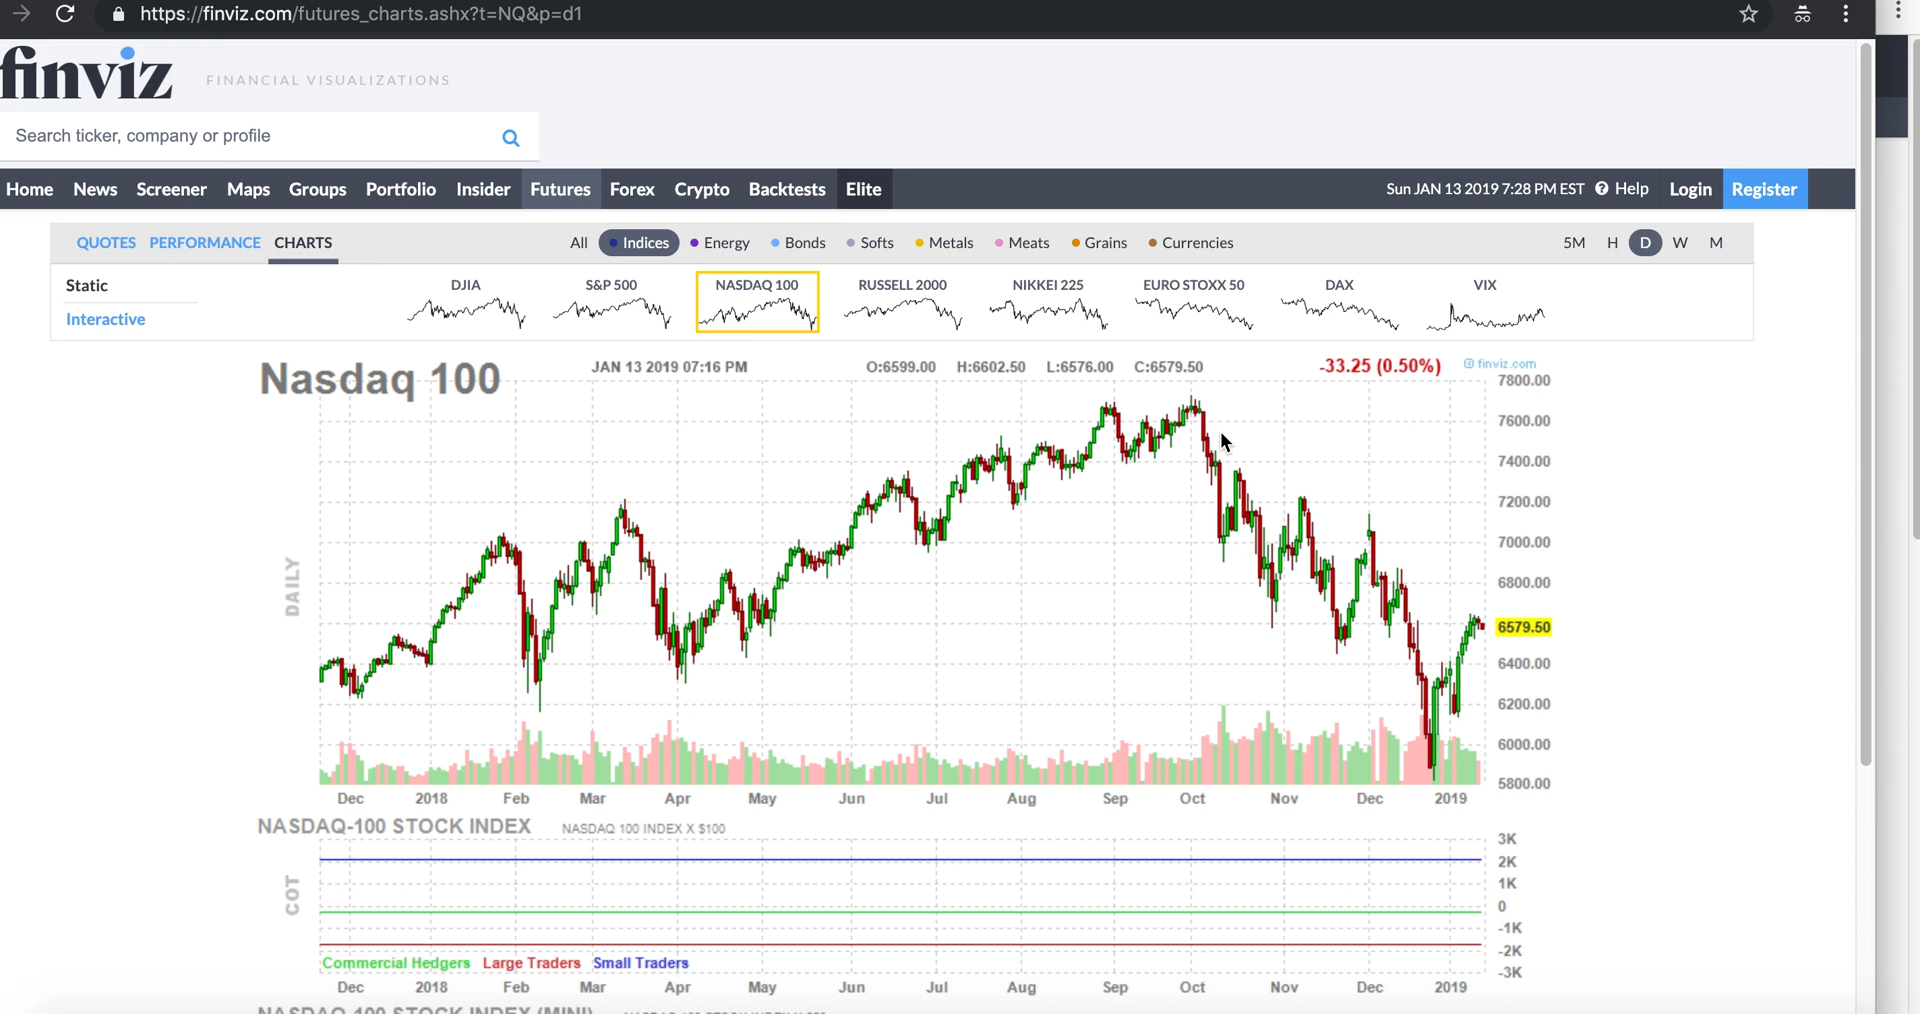 https://finviz.com/futures_charts.ashx?t=NQ&p=d1
finviz FINANCIAL VISUALIZATIONS
Search ticker, company or profile
Home News Screener Maps Groups Portfolio Insider Futures Forex Crypto Backtests Elite Sun JAN 13 2019 7:28 PM EST Help Login Register
QUOTES PERFORMANCE CHARTS All Indices Energy Bonds Softs Metals Meats Grains Currencies 5M H D W M
Static DJIA S&P 500 NASDAQ 100 RUSSELL 2000 NIKKEI 225 EURO STOXX 50 DAX VIX
Interactive
Nasdaq 100 JAN 13 2019 07:16 PM O:6599.00 H:6602.50 L:6576.00 C:6579.50 -33.25 (0.50%) finviz.com
7800.00
7600.00
7400.00
7200.00
7000.00
DAILY
6800.00
6579.50
6400.00
6200.00
6000.00
5800.00
Dec 2018 Feb Mar Apr May Jun Jul Aug Sep Oct Nov Dec 2019
NASDAQ-100 STOCK INDEX NASDAQ 100 INDEX X $100
3K
2K
1K
COT
0
-1K
-2K
Commercial Hedgers Large Traders Small Traders
-3K
Dec 2018 Feb Mar Apr May Jun Jul Aug Sep Oct Nov Dec 2019
NASDAQ-100 STOCK INDEX (MINI)